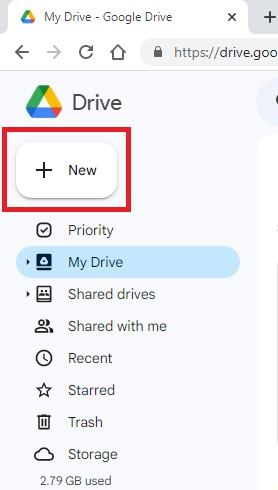 My Drive - Google Drive
https://drive.goo
Drive
New
Priority
My Drive
Shared drives
Shared with me
Recent
Starred
Trash
Storage
2.79 GB used